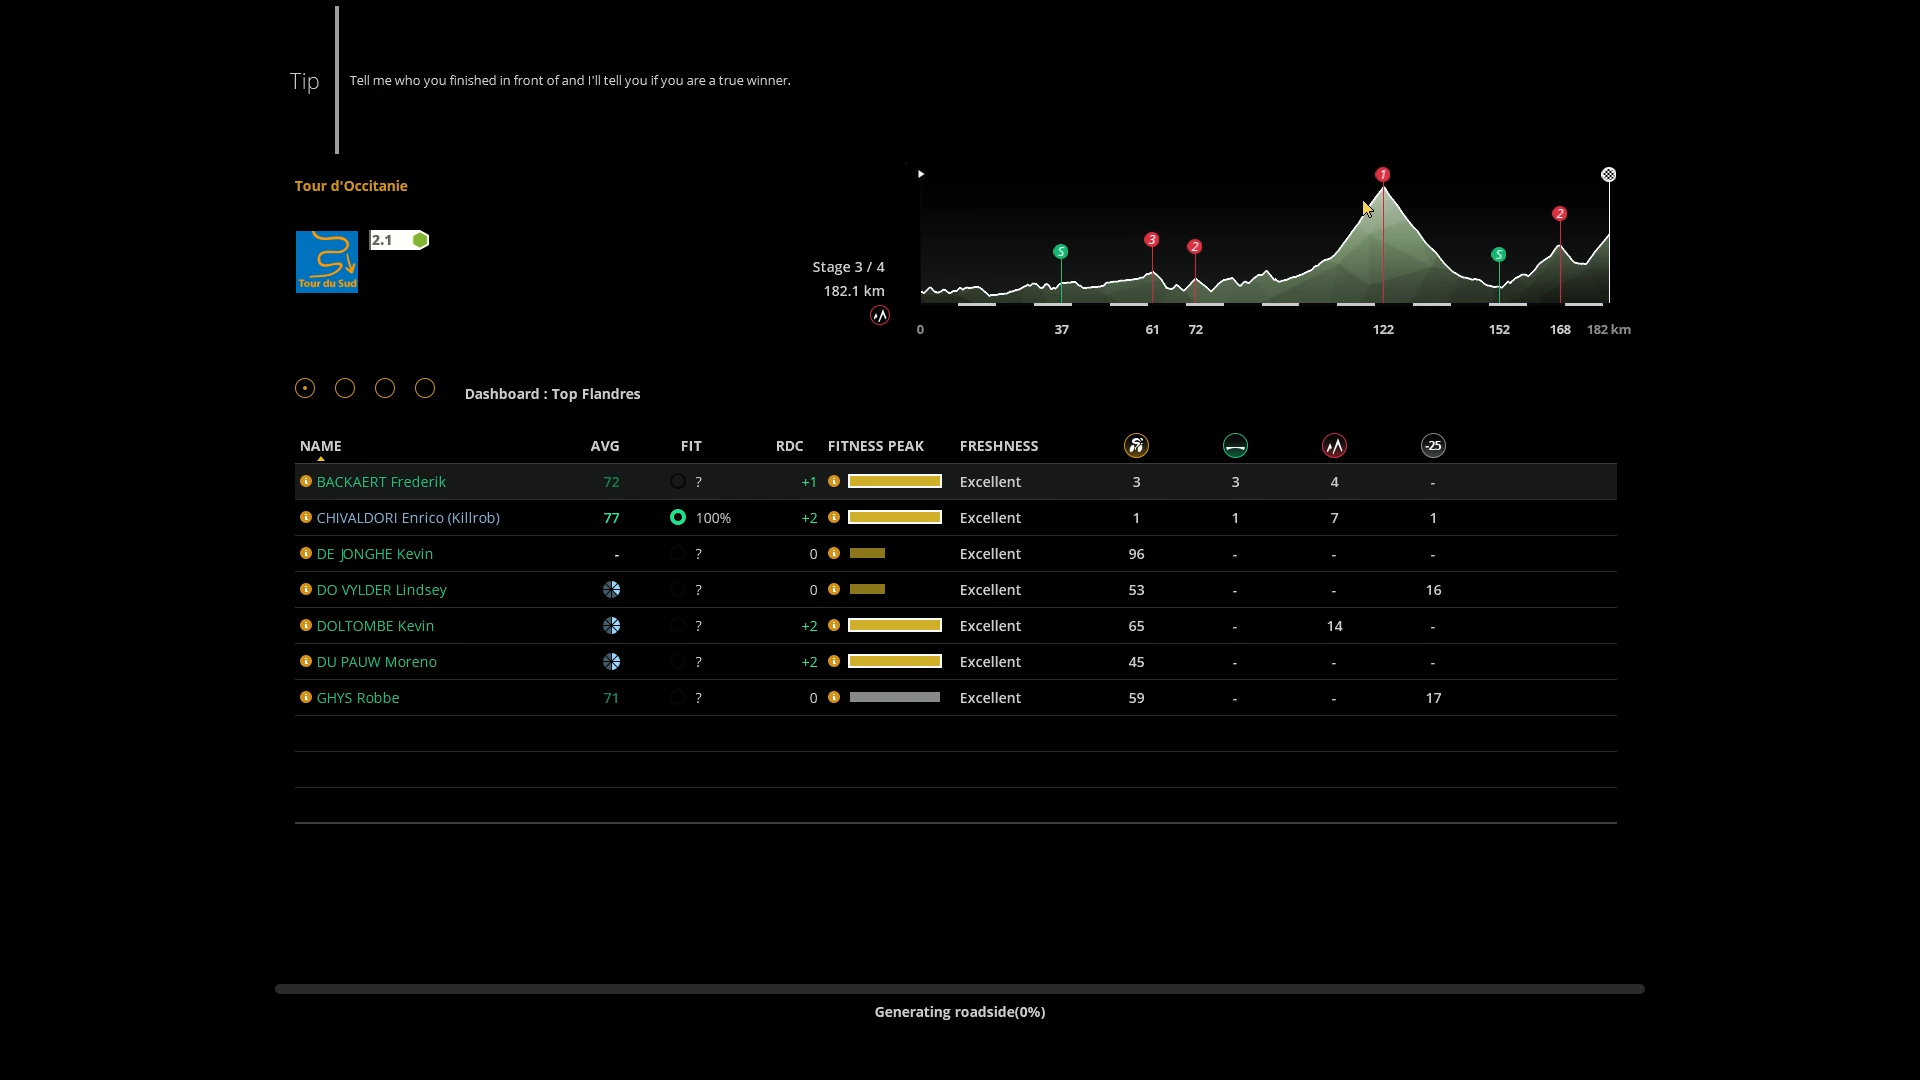 Tip
Tell me who you finished in front of and I'll tell you if you are a true winner.
Tour d'Occitanie
2.1
Tour du Sud
Stage 3 / 4
182.1 km
1
2
3
2
S
S
0 37 61 72 122 152 168 182 km
Dashboard : Top Flandres
NAME AVG FIT RDC FITNESS PEAK FRESHNESS -25
BACKAERT Frederik 72 ? +1 Excellent 3 3 4 -
CHIVALDORI Enrico (Killrob) 77 100% +2 Excellent 1 1 7 1
DE JONGHE Kevin - ? 0 Excellent 96 - - -
DO VYLDER Lindsey ? 0 Excellent 53 - - 16
DOLTOMBE Kevin ? +2 Excellent 65 - 14 -
DU PAUW Moreno ? +2 Excellent 45 - - -
GHYS Robbe 71 ? 0 Excellent 59 - - 17
Generating roadside(0%)